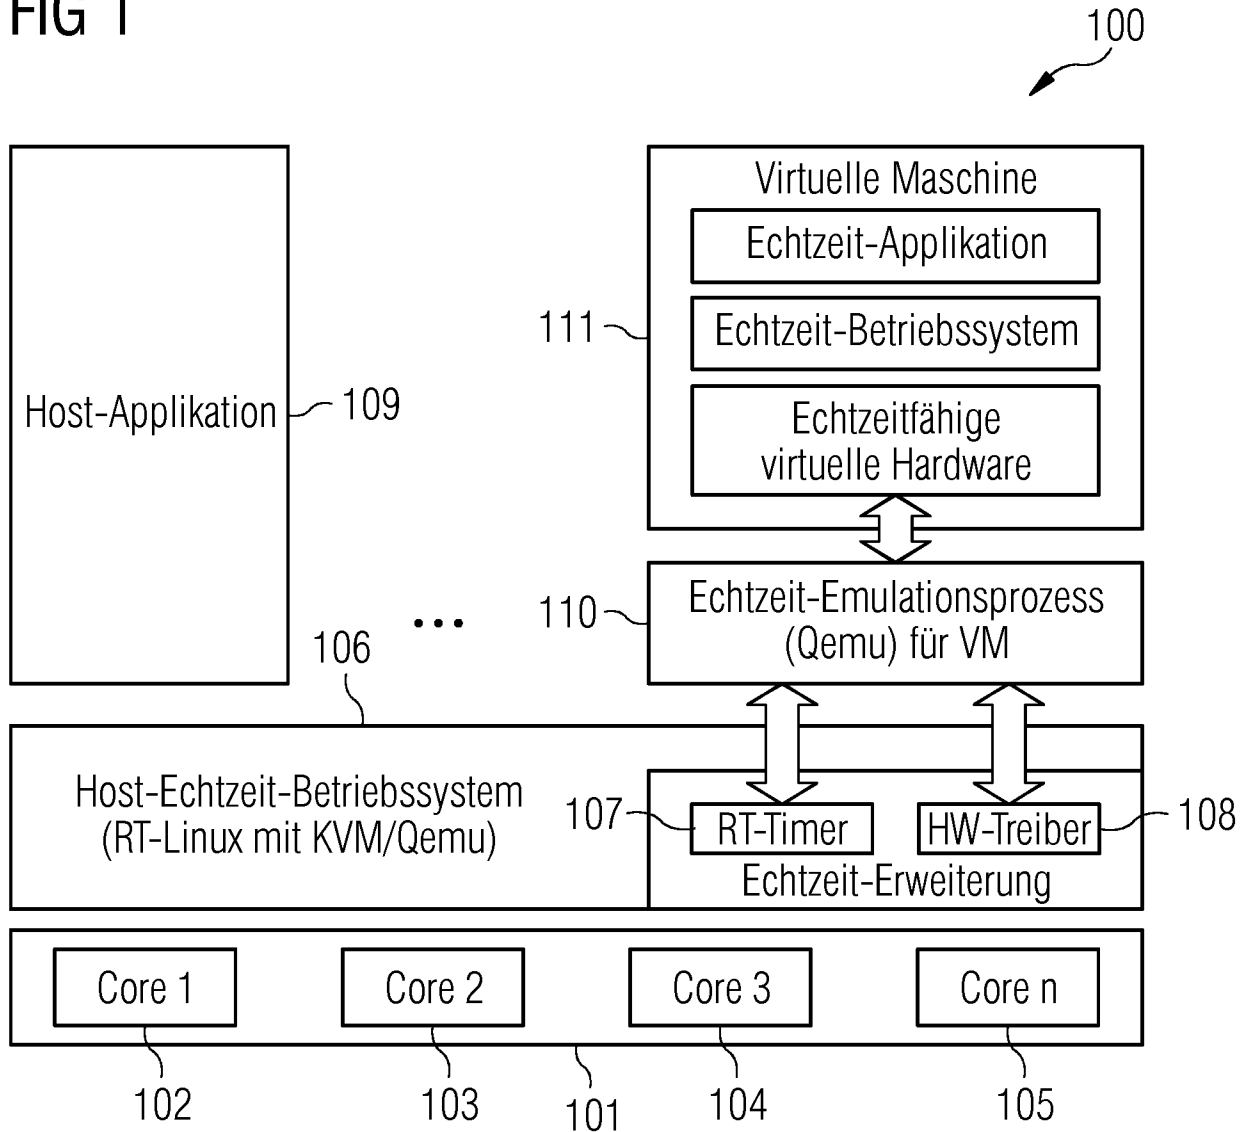 FIG 1
100
Virtuelle Maschine
Echtzeit-Applikation
111
Echtzeit-Betriebssystem
Host-Applikation
109
Echtzeitfähige
virtuelle Hardware
110
Echtzeit-Emulationsprozess
(Qemu) für VM
...
106
Host-Echtzeit-Betriebssystem
(RT-Linux mit KVM/Qemu)
107
RT-Timer
HW-Treiber
108
Echtzeit-Erweiterung
Core 1
Core 2
Core 3
Core n
102
103
101
104
105